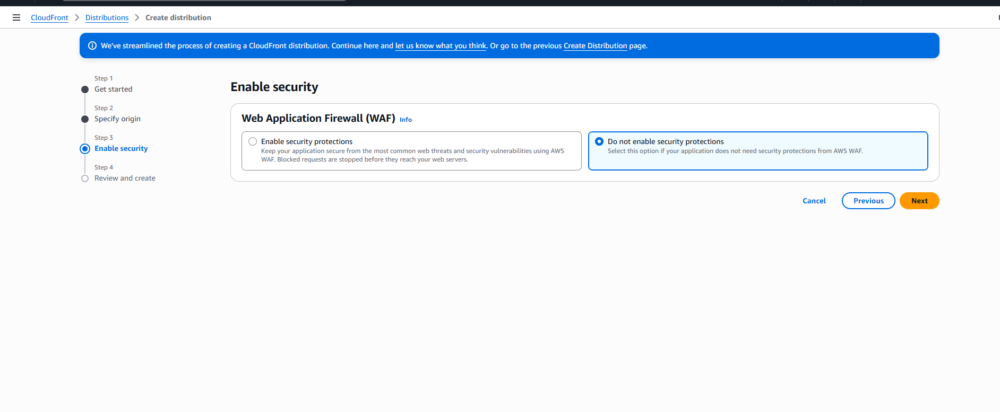 CloudFront > Distributions > Create distribution
We've streamlined the process of creating a CloudFront distribution. Continue here and let us know what you think. Or go to the previous Create Distribution page.
Step 1
Get started
Step 2
Specify origin
Step 3
Enable security
Step 4
Review and create
Enable security
Web Application Firewall (WAF) Info
Enable security protections
Keep your application secure from the most common web threats and security vulnerabilities using AWS
WAF. Blocked requests are stopped before they reach your web servers.
Do not enable security protections
Select this option if your application does not need security protections from AWS WAF.
Cancel Previous Next